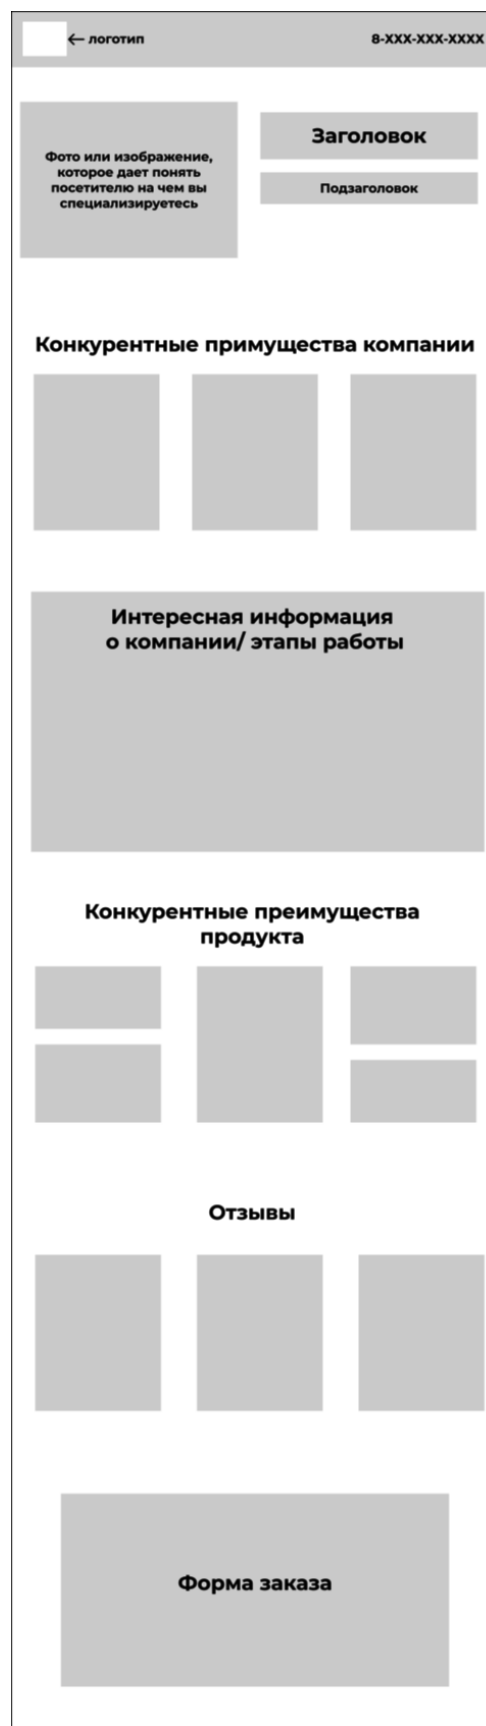 ← логотип
8-XXX-XXX-XXXX
Фото или изображение,
которое дает понять
посетителю на чем вы
специализируетесь
Заголовок
Подзаголовок
Конкурентные примущества компании
Интересная информация
о компании/ этапы работы
Конкурентные преимущества
продукта
Отзывы
Форма заказа